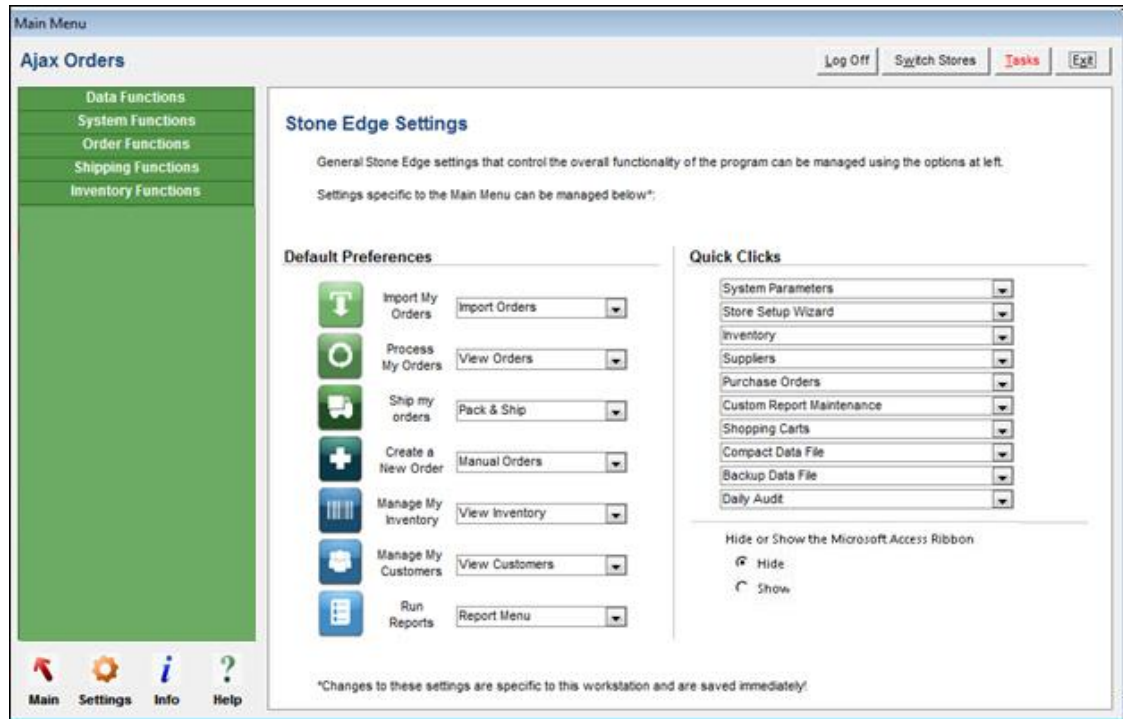 Main Menu
Ajax Orders
Log Off
Switch Stores
Tasks
Exit
Data Functions
System Functions
Order Functions
Shipping Functions
Inventory Functions
Stone Edge Settings
General Stone Edge settings that control the overall functionality of the program can be managed using the options at left.
Settings specific to the Main Menu can be managed below*:
Default Preferences
Import My
Orders
Import Orders
Process
My Orders
View Orders
Ship my
orders
Pack & Ship
Create a
New Order
Manual Orders
Manage My
Inventory
View Inventory
Manage My
Customers
View Customers
Run
Reports
Report Menu
Quick Clicks
System Parameters
Store Setup Wizard
Inventory
Suppliers
Purchase Orders
Custom Report Maintenance
Shopping Carts
Compact Data File
Backup Data File
Daily Audit
Hide or Show the Microsoft Access Ribbon
Hide
Show
*Changes to these settings are specific to this workstation and are saved immediately!
Main
Settings
Info
Help